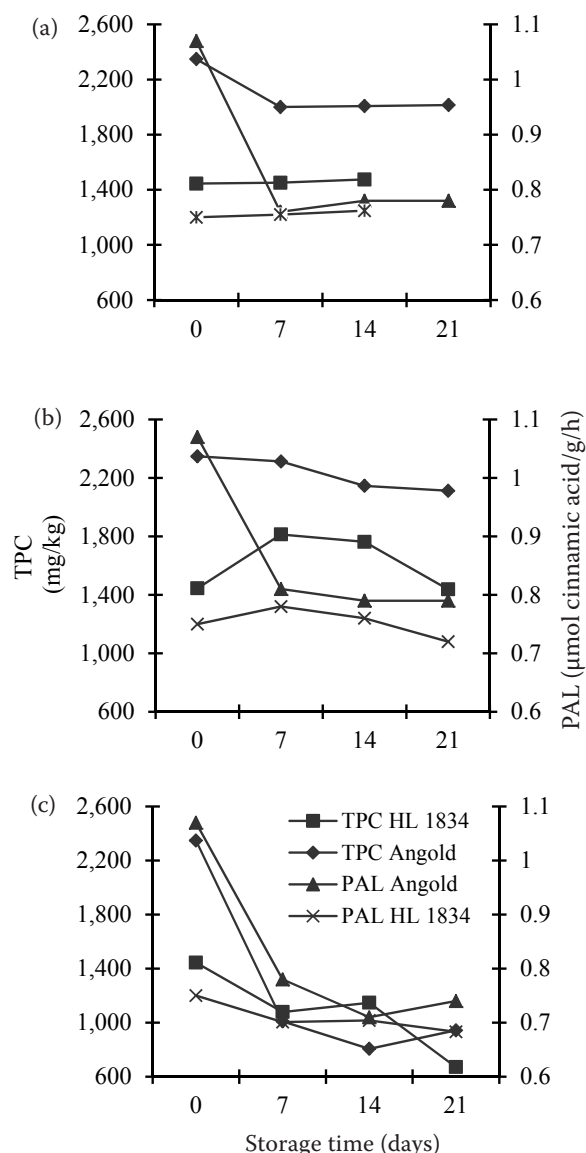 (a)
2,600
2,200
1,800
1,400
1,000
600
1.1
1
0.9
0.8
0.7
0.6
0 7 14 21
(b)
2,600
2,200
1,800
1,400
1,000
600
TPC
(mg/kg)
1.1
1
0.9
0.8
0.7
0.6
PAL (µmol cinnamic acid/g/h)
0 7 14 21
(c)
2,600
2,200
1,800
1,400
1,000
600
TPC HL 1834
TPC Angold
PAL Angold
PAL HL 1834
1.1
1
0.9
0.8
0.7
0.6
0 7 14 21
Storage time (days)